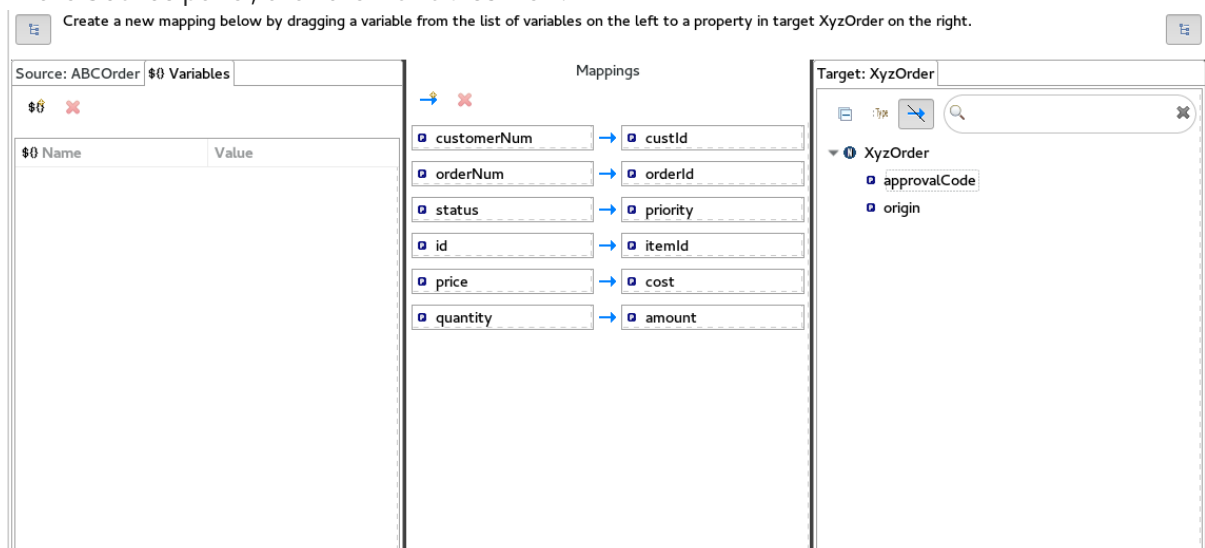 Create a new mapping below by dragging a variable from the list of variables on the left to a property in target XyzOrder on the right.
Source: ABCOrder ${} Variables
${} Name Value
Mappings
customerNum → custId
orderNum → orderId
status → priority
id → itemId
price → cost
quantity → amount
Target: XyzOrder
:Type
XyzOrder
approvalCode
origin